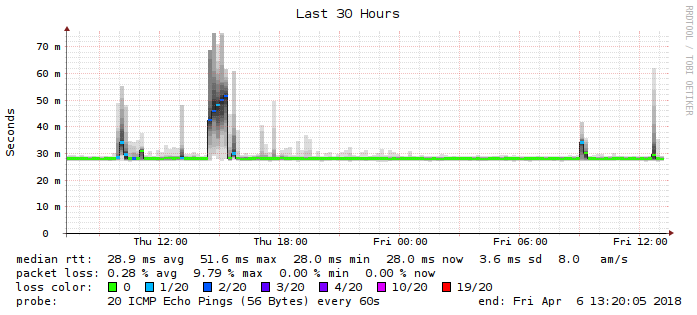 Last 30 Hours
RRDTOOL / TOBI OETIKER
Seconds
70 m
60 m
50 m
40 m
30 m
20 m
10 m
0
Thu 12:00 Thu 18:00 Fri 00:00 Fri 06:00 Fri 12:00
median rtt: 28.9 ms avg 51.6 ms max 28.0 ms min 28.0 ms now 3.6 ms sd 8.0 am/s
packet loss: 0.28 % avg 9.79 % max 0.00 % min 0.00 % now
loss color: 0 1/20 2/20 3/20 4/20 10/20 19/20
probe: 20 ICMP Echo Pings (56 Bytes) every 60s end: Fri Apr 6 13:20:05 2018